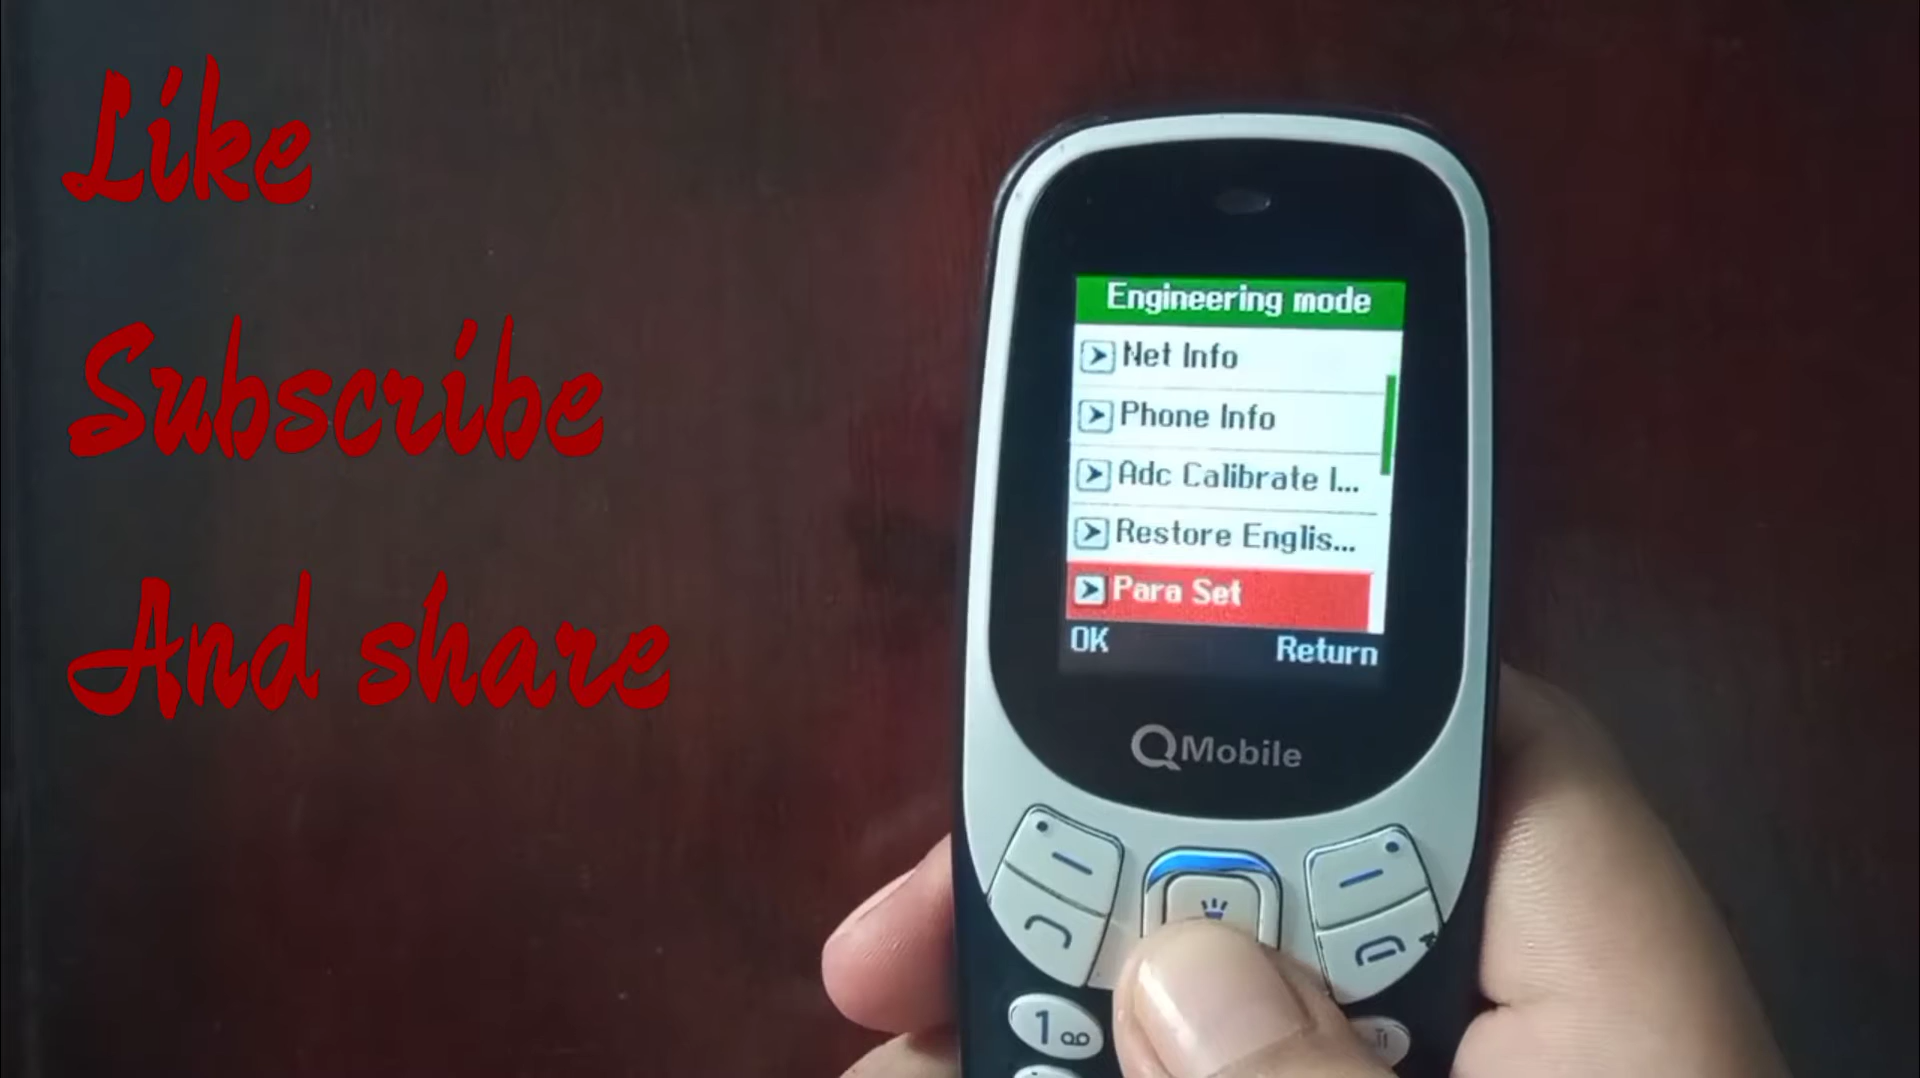 Like
Subscribe
And share
Engineering mode
Net Info
Phone Info
Adc Calibrate I...
Restore Englis...
Para Set
OK
Return
QMobile
1